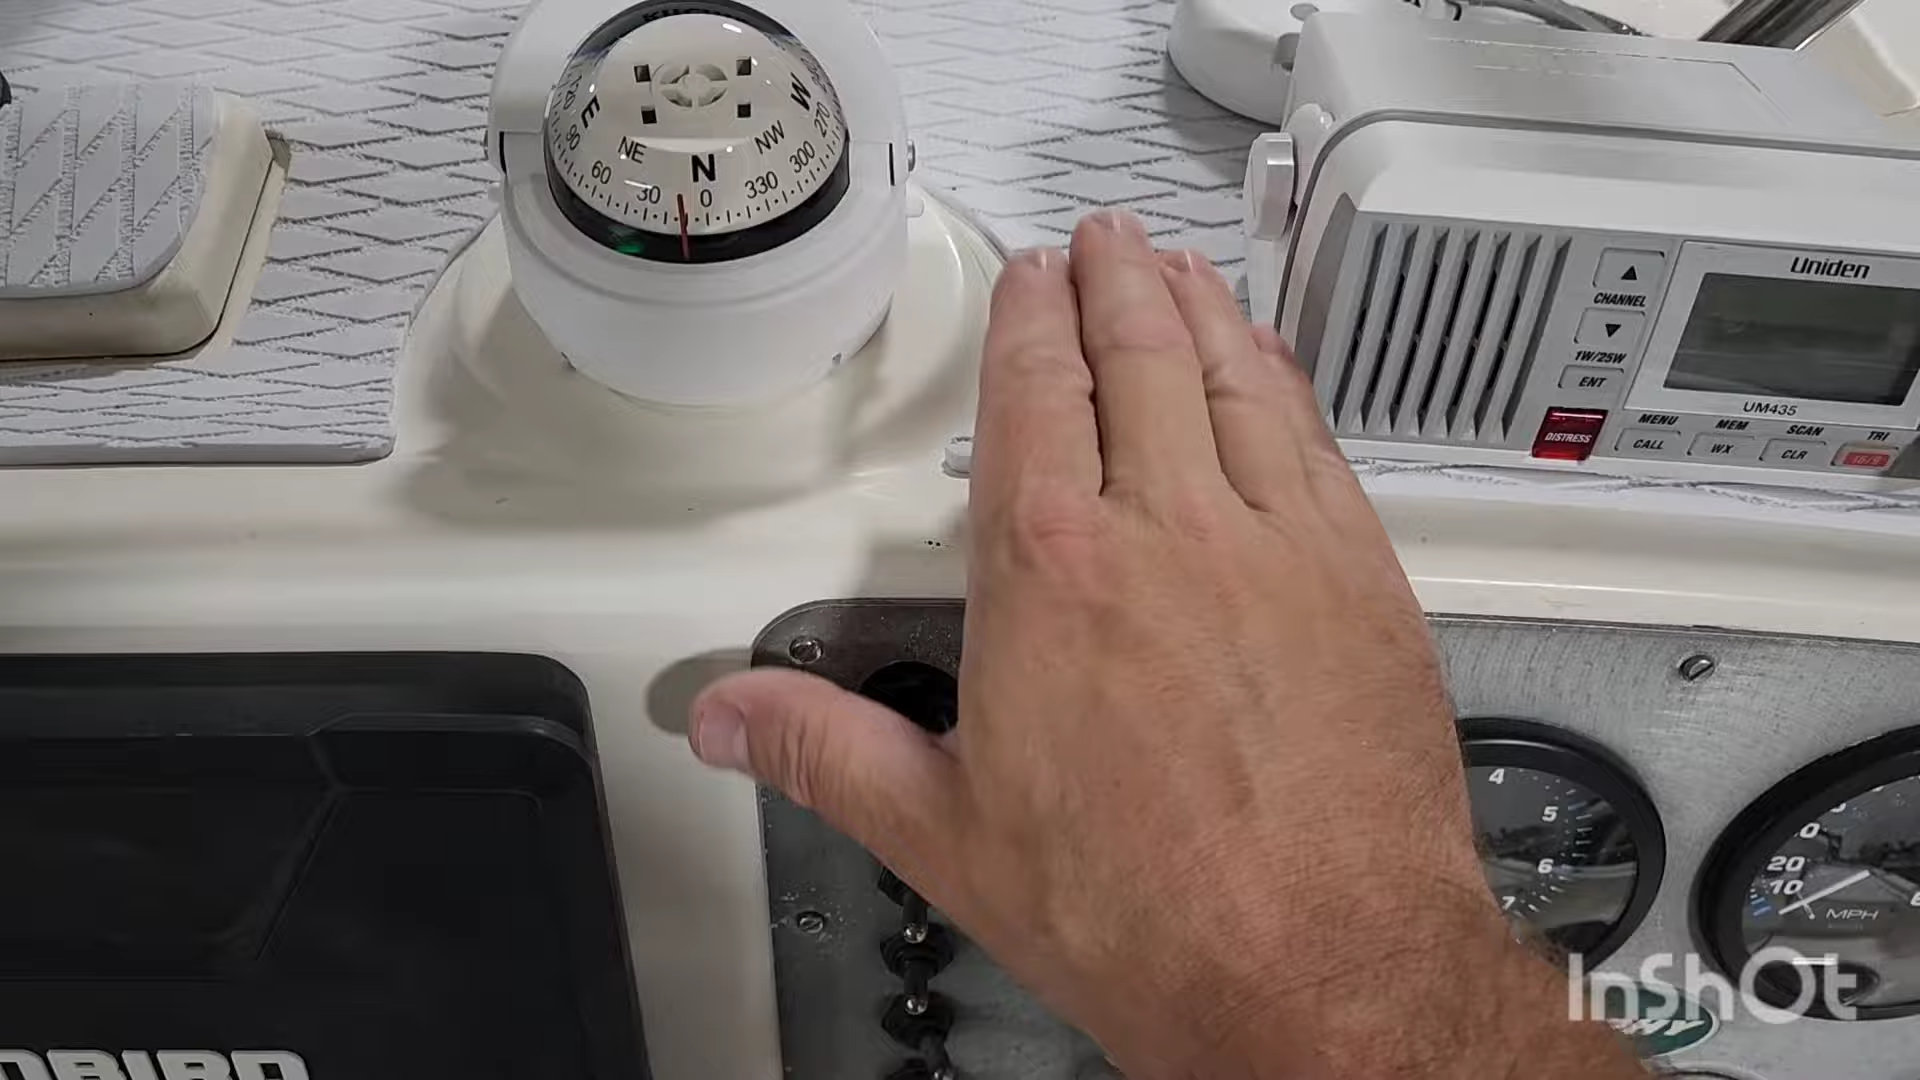 E
W
120
90
NE
NW
270
60
N
300
30
0
330
Uniden
CHANNEL
1W/25W
ENT
UM435
DISTRESS
MENU
MEM
SCAN
TRI
CALL
WX
CLR
16/9
4
5
6
7
20
10
MPH
InShOt